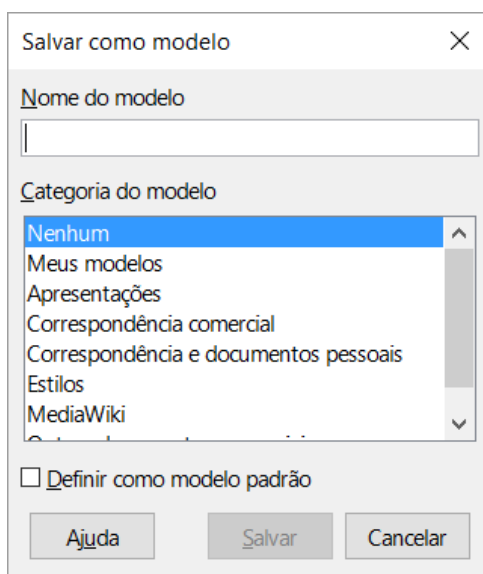 Salvar como modelo
Nome do modelo
Categoria do modelo
Nenhum
Meus modelos
Apresentações
Correspondência comercial
Correspondência e documentos pessoais
Estilos
MediaWiki
Definir como modelo padrão
Ajuda Salvar Cancelar